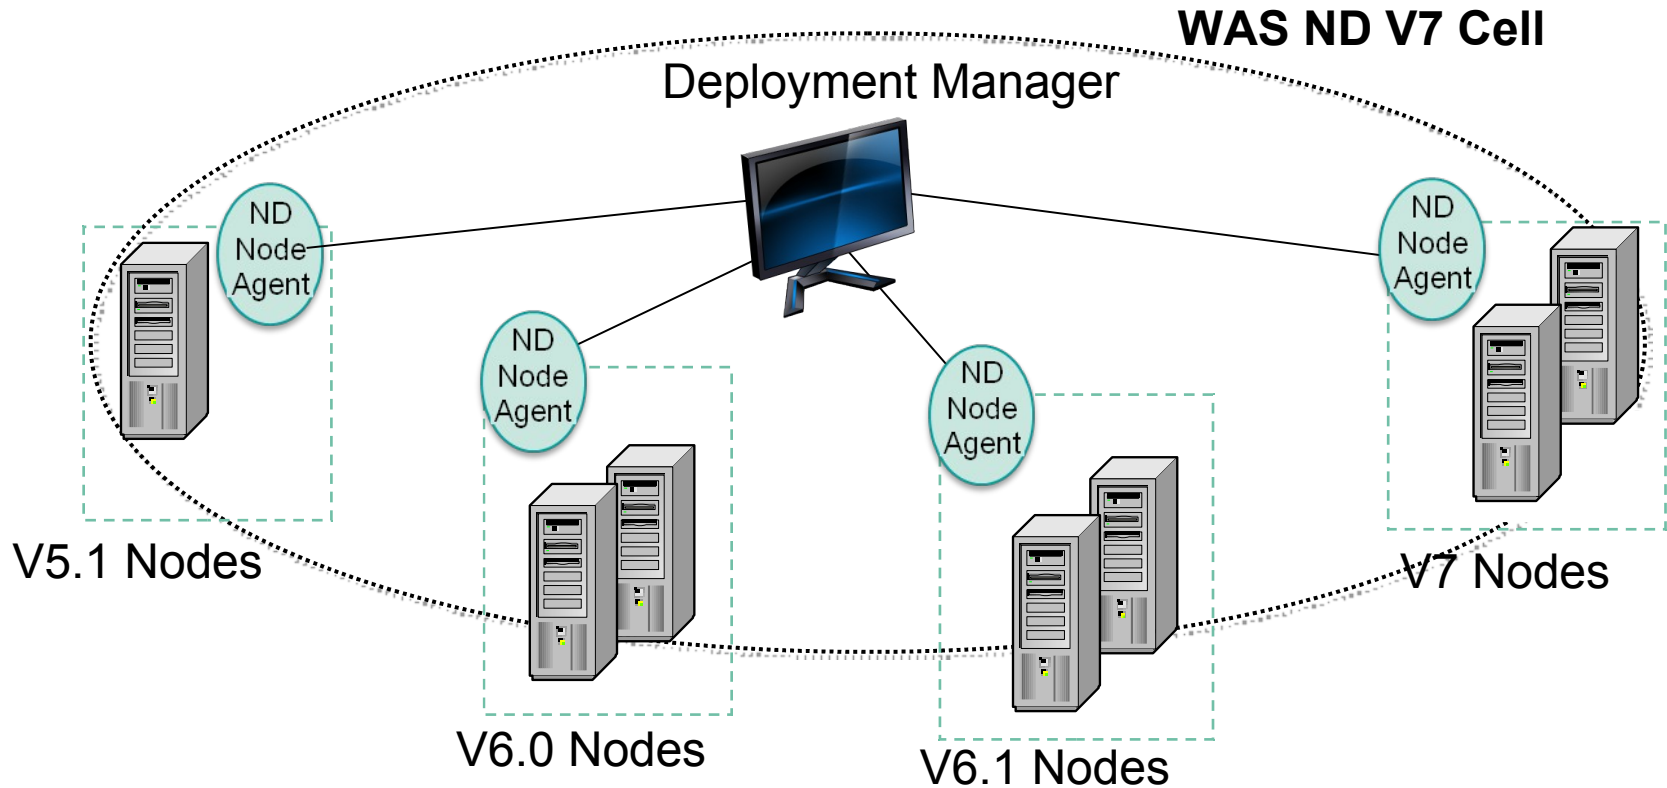 WAS ND V7 Cell
Deployment Manager
ND
Node
Agent
ND
Node
Agent
ND
Node
Agent
ND
Node
Agent
V5.1 Nodes
V6.0 Nodes
V6.1 Nodes
V7 Nodes